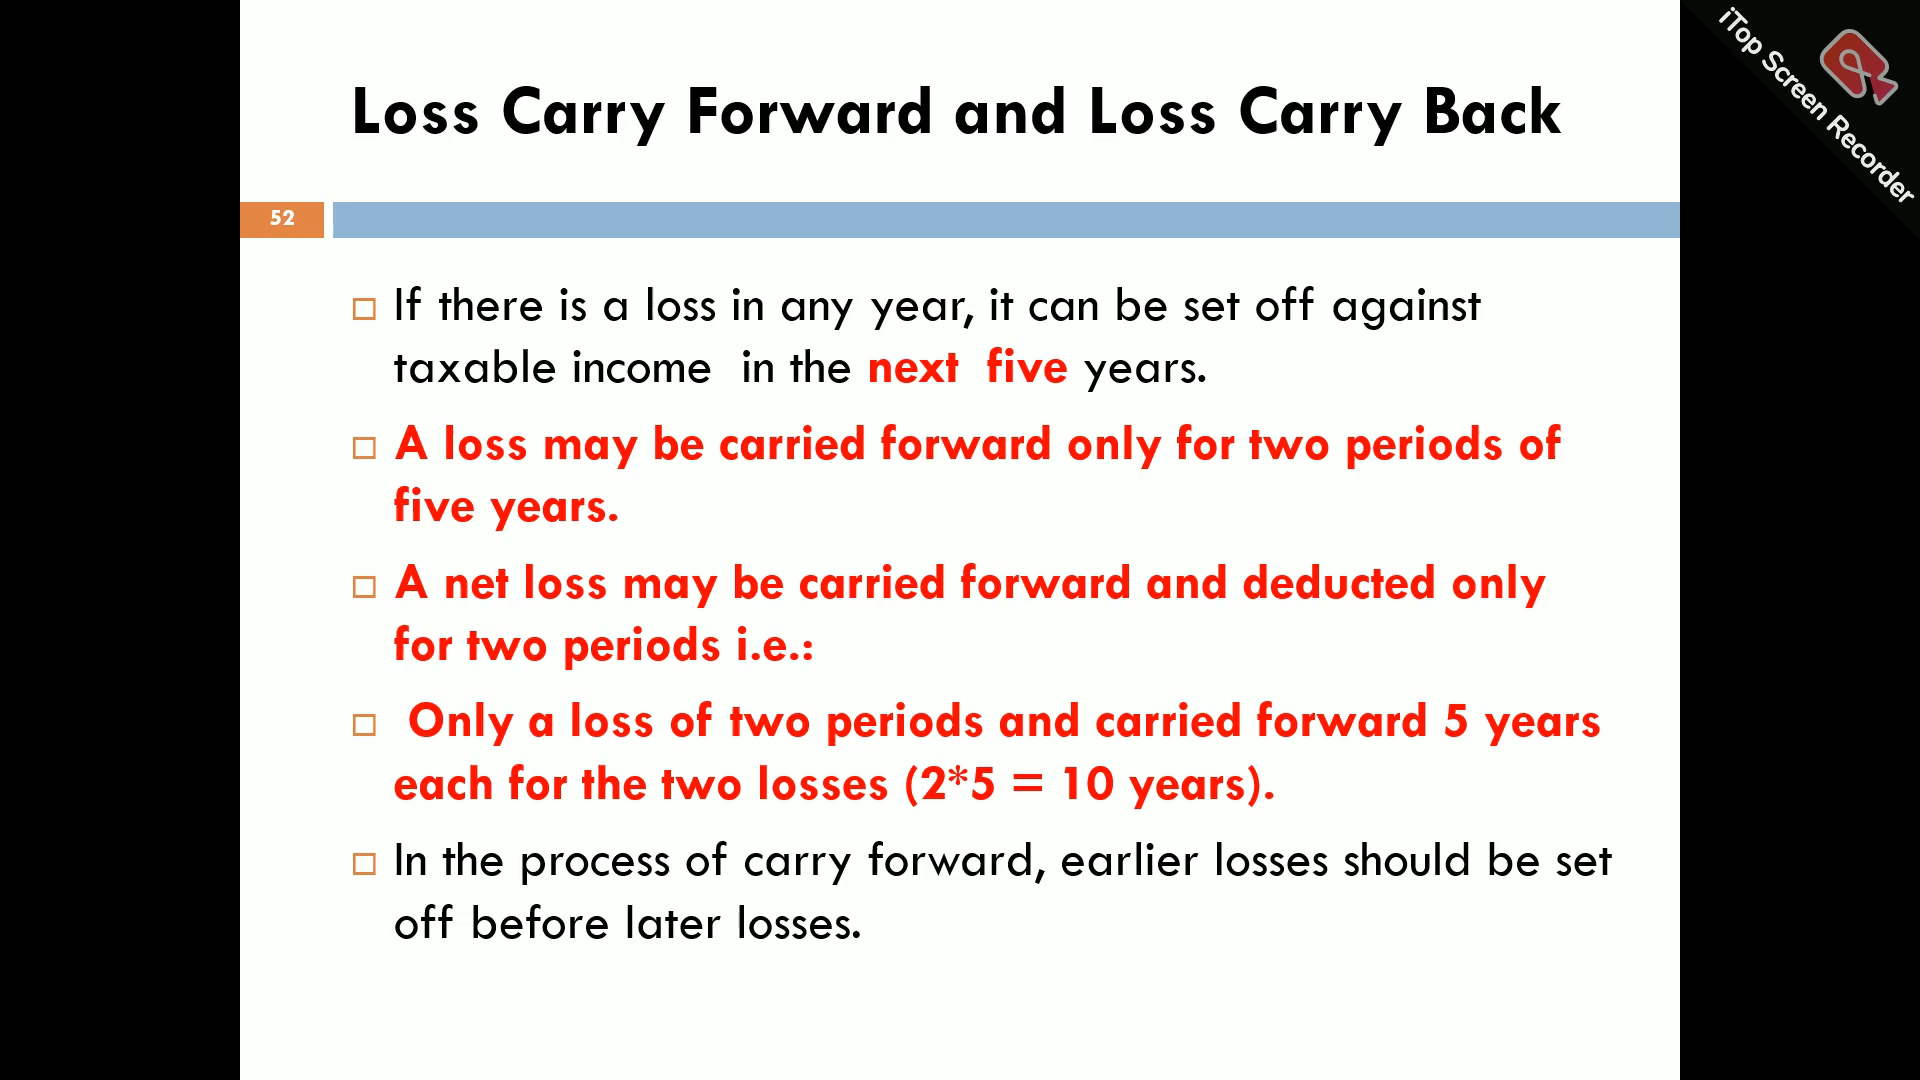 Loss Carry Forward and Loss Carry Back
iTop Screen Recorder
52
If there is a loss in any year, it can be set off against
taxable income in the next five years.
A loss may be carried forward only for two periods of
five years.
A net loss may be carried forward and deducted only
for two periods i.e.:
Only a loss of two periods and carried forward 5 years
each for the two losses (2*5 = 10 years).
In the process of carry forward, earlier losses should be set
off before later losses.